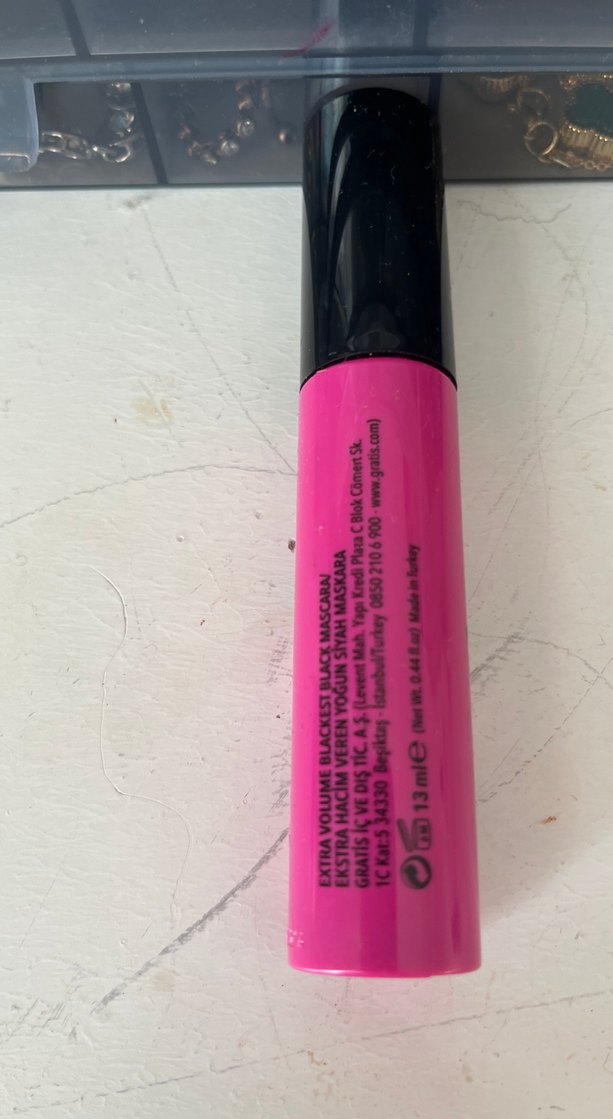 EXTRA VOLUME BLACKEST BLACK MASCARA/
EKSTRA HACİM VEREN YOĞUN SİYAH MASKARA
GRATİS İÇ VE DIŞ TİC. A.Ş. (Levent Mah. Yapı Kredi Plaza C Blok Cömert Sk.
1C Kat:5 34330 Beşiktaş - İstanbul/Turkey 0850 210 6 900 - www.gratis.com)
13 ml e (Net Wt. 0.44 fl.oz) Made in Turkey